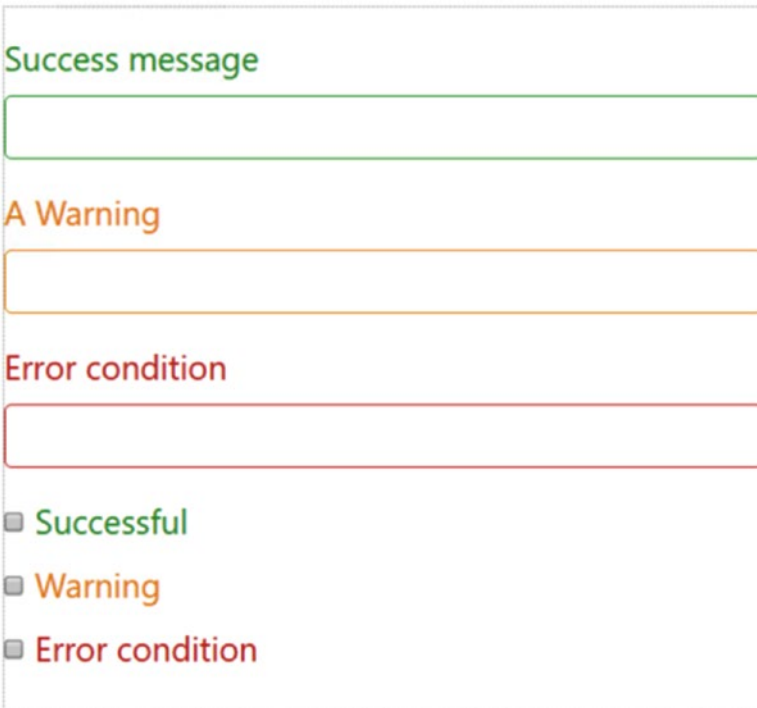 Success message
A Warning
Error condition
Successful
Warning
Error condition